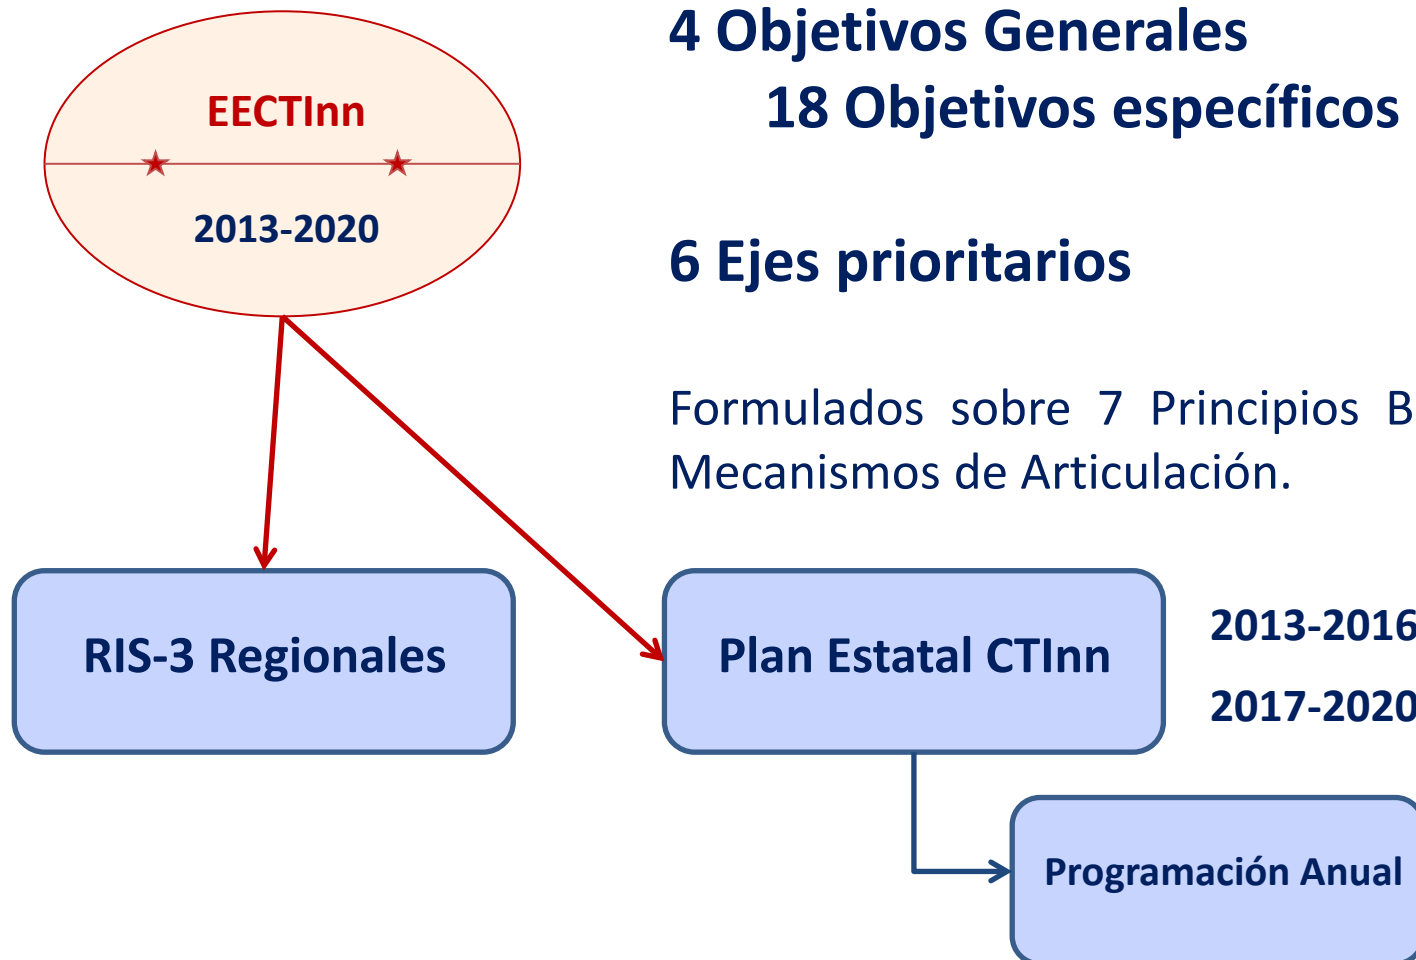 4 Objetivos Generales
18 Objetivos específicos
EECTInn
2013-2020
6 Ejes prioritarios
Formulados sobre 7 Principios
Mecanismos de Articulación.
RIS-3 Regionales
Plan Estatal CTInn
2013-2016
2017-2020
Programación Anual